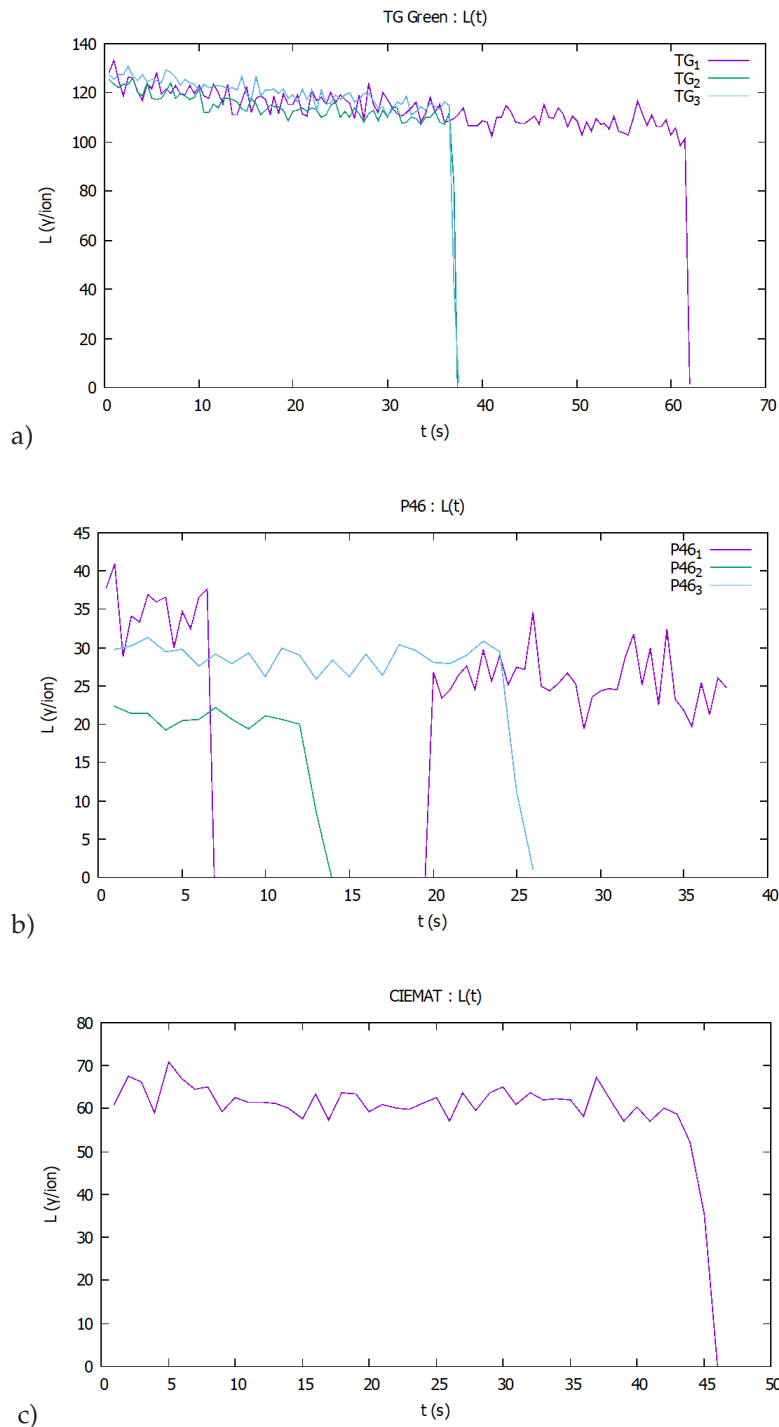 TG Green : L(t)
140
120
100
80
60
40
20
0
L (γ/ion)
TG₁
TG₂
TG₃
0 10 20 30 40 50 60 70
t (s)
a)
P46 : L(t)
45
40
35
30
25
20
15
10
5
0
L (γ/ion)
P46₁
P46₂
P46₃
0 5 10 15 20 25 30 35 40
t (s)
b)
CIEMAT : L(t)
80
70
60
50
40
30
20
10
0
L (γ/ion)
0 5 10 15 20 25 30 35 40 45 50
t (s)
c)